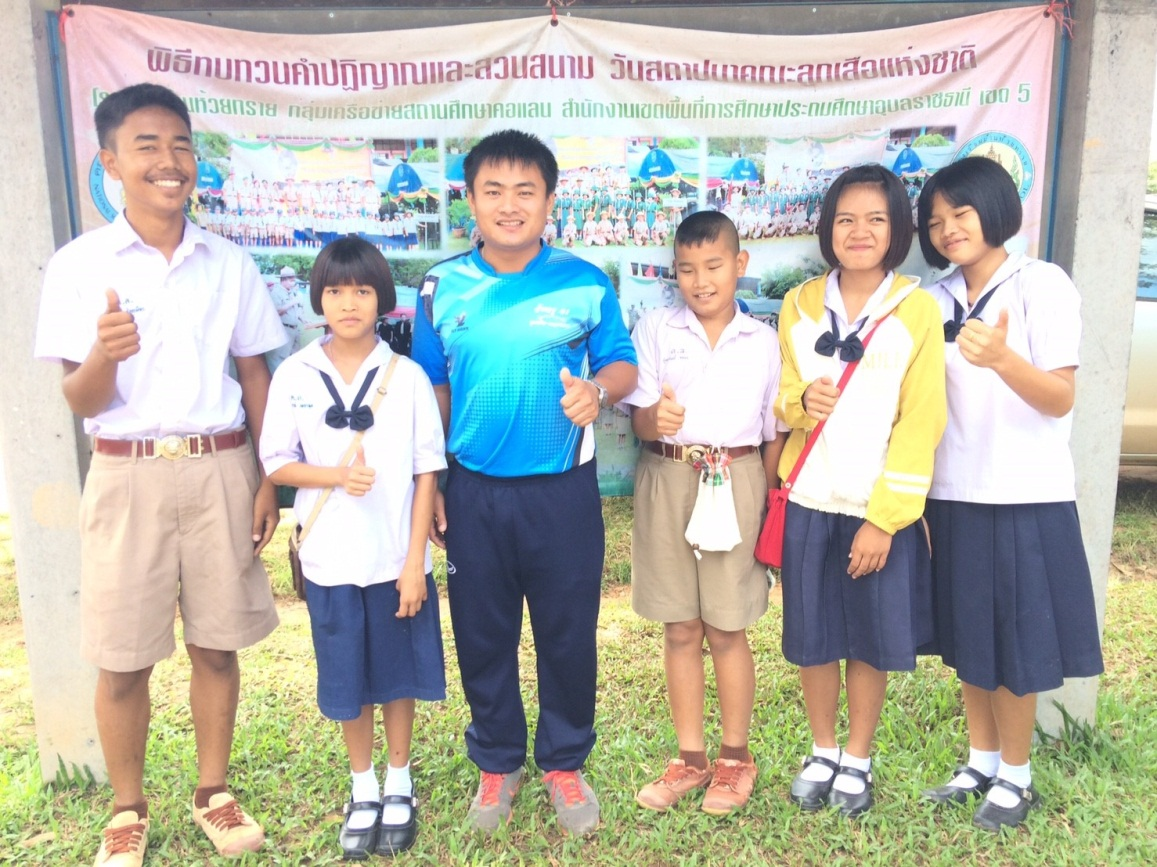 พิธีทบทวนคำปฏิญาณและสวนสนาม วันสถาปนาคณะลูกเสือแห่งชาติ
ห้วยทราย กลุ่มเครือข่ายสถานศึกษาคอแลน สำนักงานเขตพื้นที่การศึกษาประถมศึกษาอุบลราชธานี เขต 5